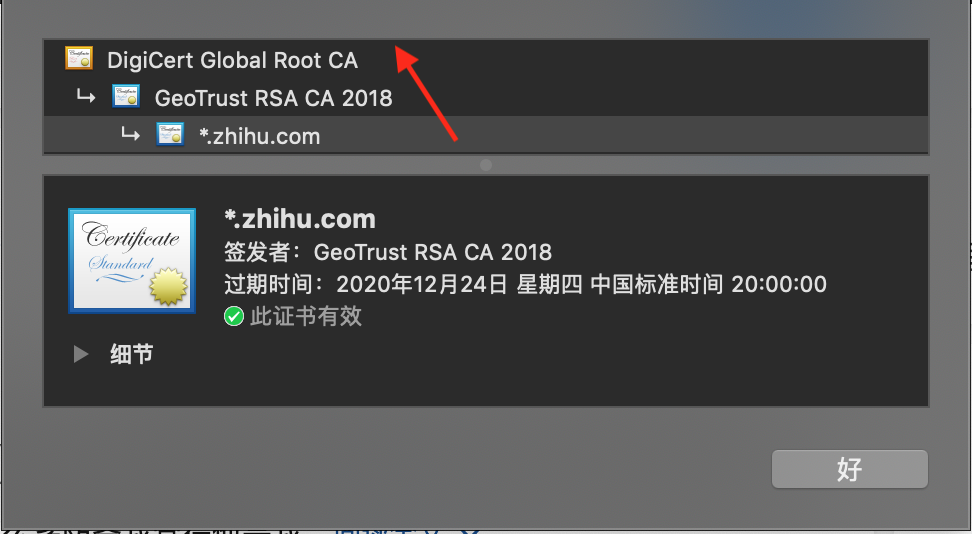 DigiCert Global Root CA
GeoTrust RSA CA 2018
*.zhihu.com
Certificate
Standard
*.zhihu.com
签发者：GeoTrust RSA CA 2018
过期时间：2020年12月24日 星期四 中国标准时间 20:00:00
此证书有效
细节
好